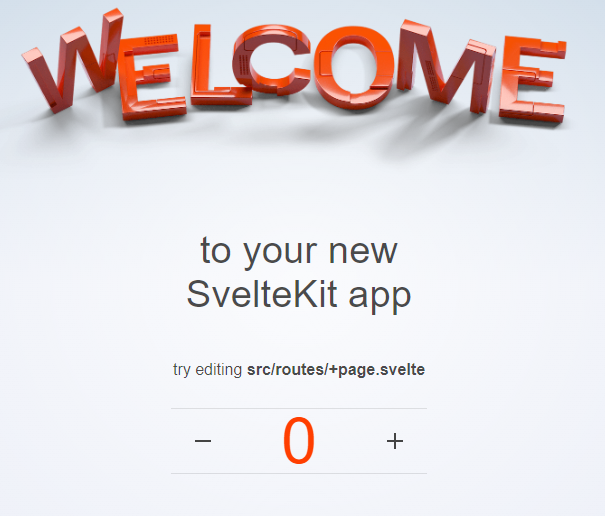 WELCOME
to your new
SvelteKit app
try editing src/routes/+page.svelte
− 0 +